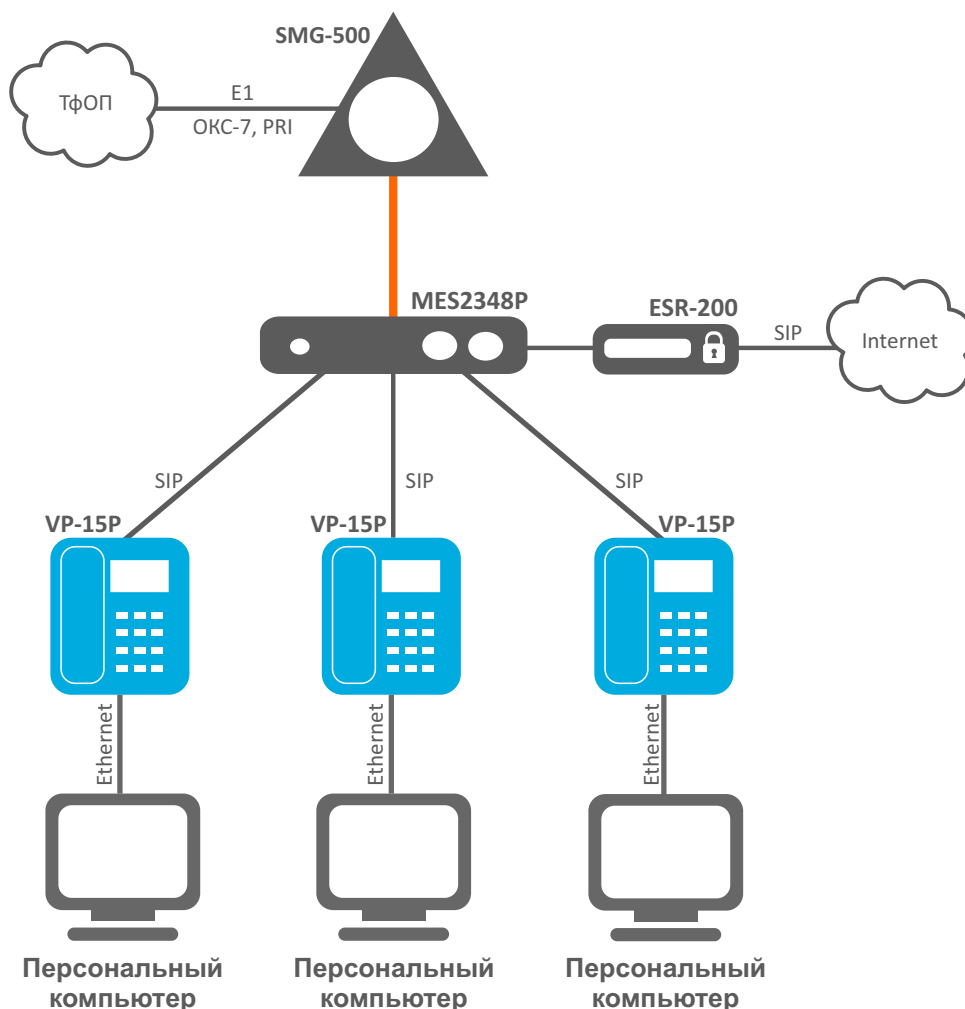 SMG-500
ТфОП
E1
ОКС-7, PRI
MES2348P
ESR-200
SIP
Internet
SIP
SIP
SIP
VP-15P
VP-15P
VP-15P
Ethernet
Ethernet
Ethernet
Персональный
компьютер
Персональный
компьютер
Персональный
компьютер